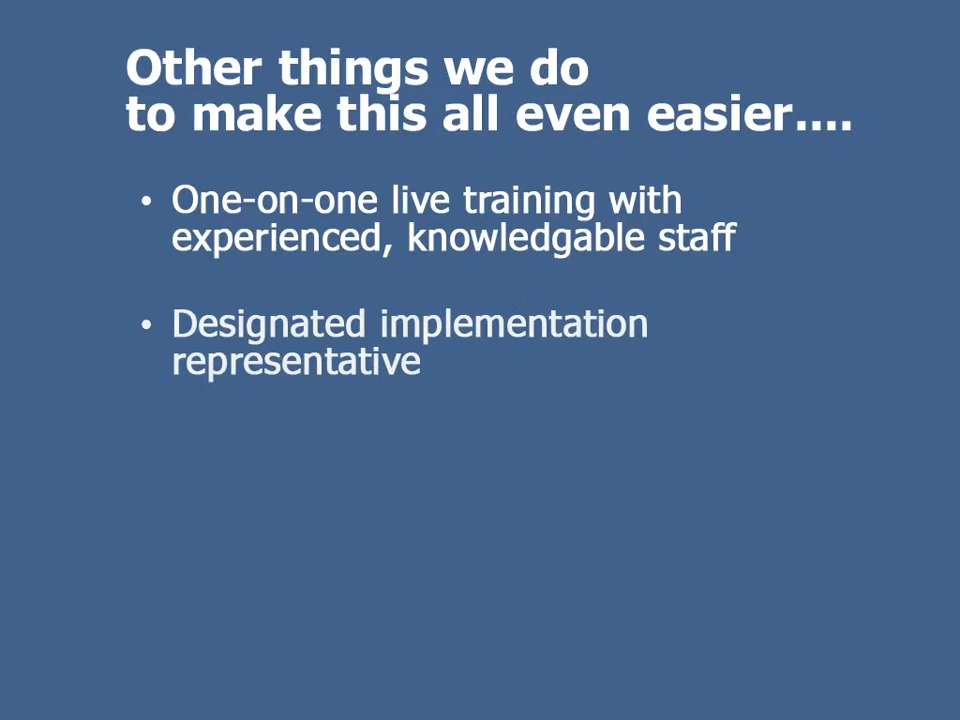 Other things we do
to make this all even easier....
• One-on-one live training with
experienced, knowledgable staff
• Designated implementation
representative